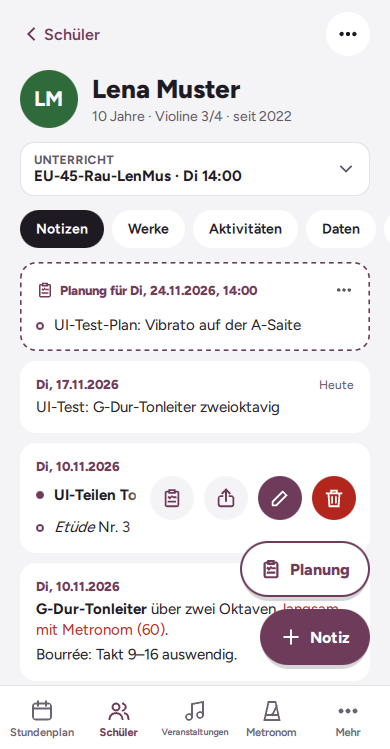 Schüler
LM
Lena Muster
10 Jahre · Violine 3/4 · seit 2022
UNTERRICHT
EU-45-Rau-LenMus · Di 14:00
Notizen Werke Aktivitäten Daten
Planung für Di, 24.11.2026, 14:00
UI-Test-Plan: Vibrato auf der A-Saite
Di, 17.11.2026 Heute
UI-Test: G-Dur-Tonleiter zweioktavig
Di, 10.11.2026
UI-Teilen To
Etüde Nr. 3
Planung
Di, 10.11.2026
G-Dur-Tonleiter über zwei Oktaven, langsam
mit Metronom (60).
Notiz
Bourrée: Takt 9–16 auswendig.
Stundenplan Schüler Veranstaltungen Metronom Mehr